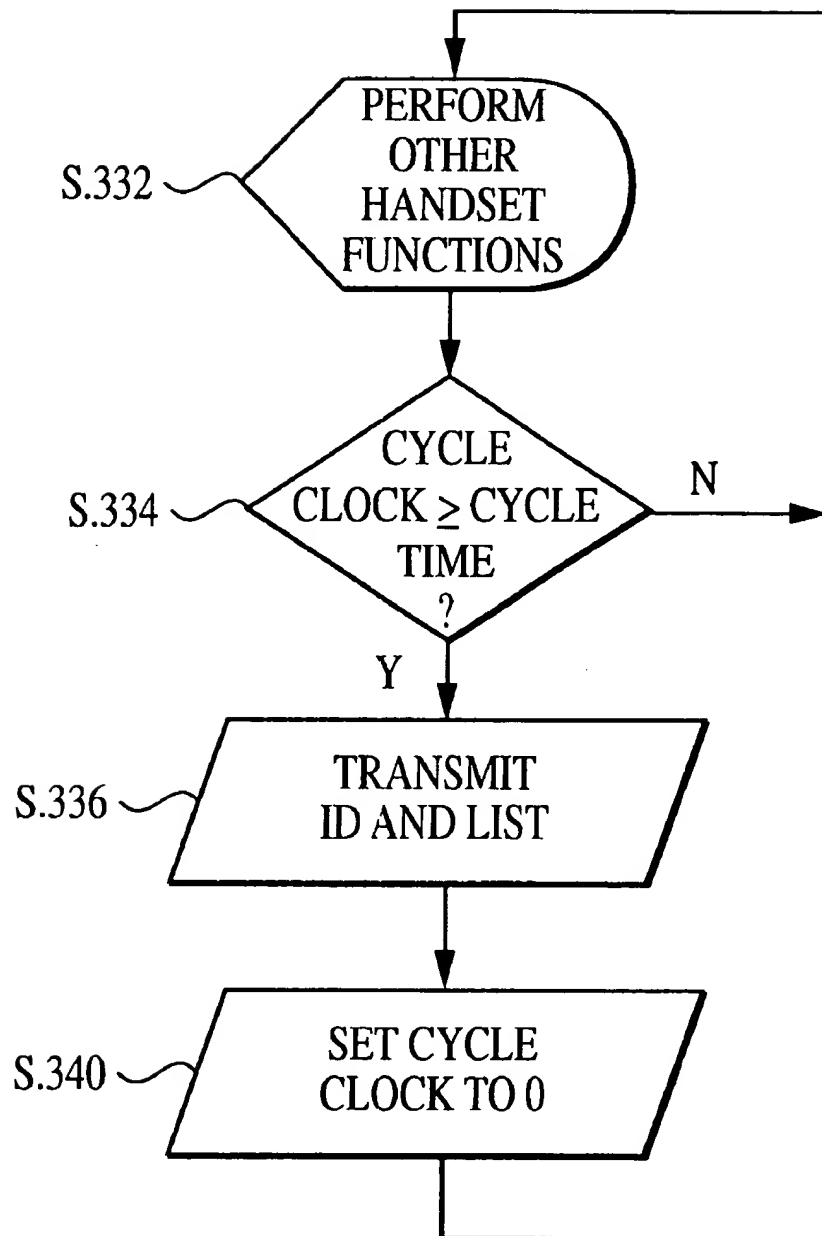 PERFORM
OTHER
HANDSET
FUNCTIONS
S.332
CYCLE
CLOCK ≥ CYCLE
TIME
?
S.334
N
Y
TRANSMIT
ID AND LIST
S.336
SET CYCLE
CLOCK TO 0
S.340